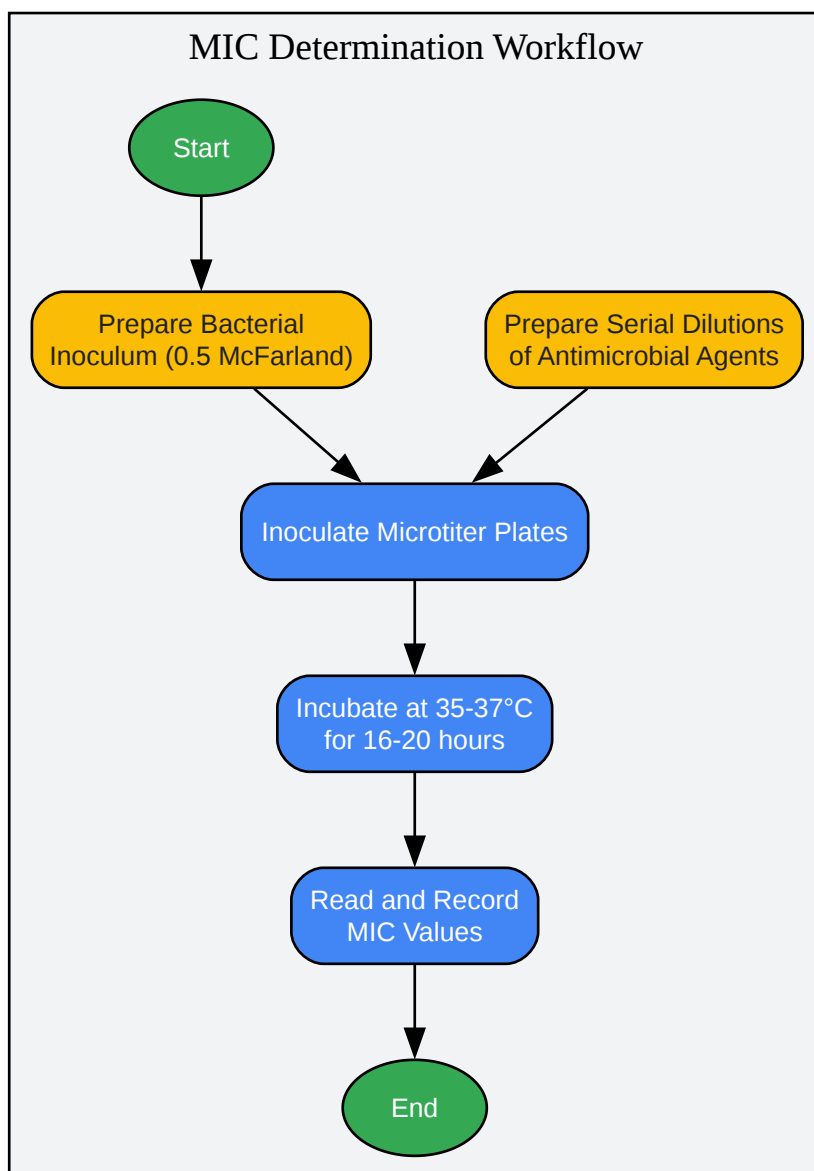 MIC Determination Workflow
Start
Prepare Bacterial
Inoculum (0.5 McFarland)
Prepare Serial Dilutions
of Antimicrobial Agents
Inoculate Microtiter Plates
Incubate at 35-37°C
for 16-20 hours
Read and Record
MIC Values
End